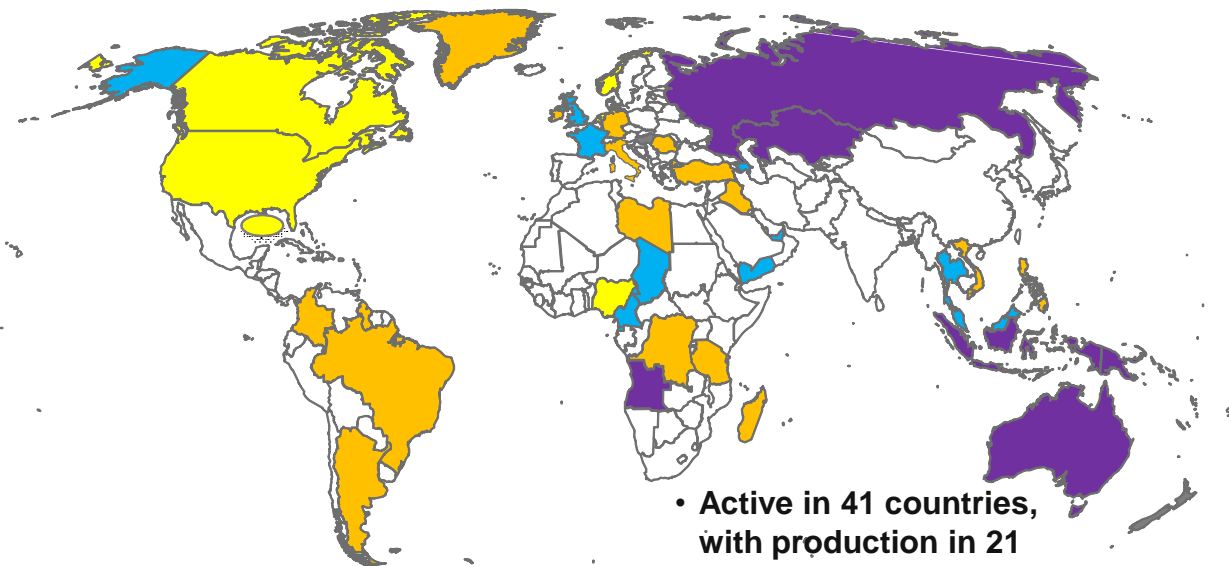 • Active in 41 countries,
with production in 21